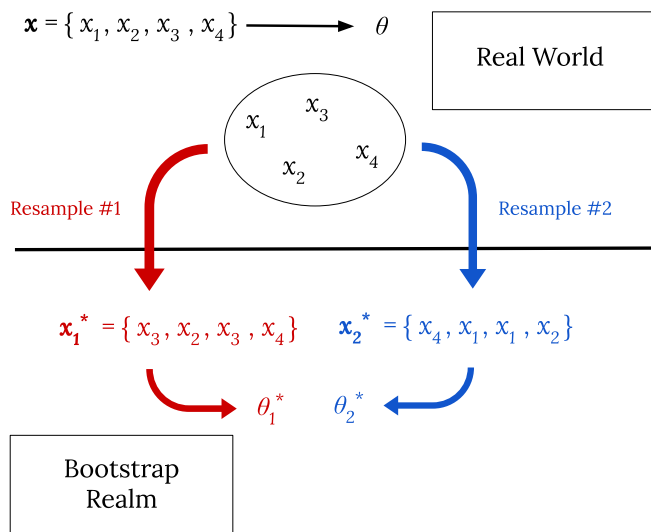 x = { x₁, x₂, x₃ , x₄} θ
Real World
x₁ x₃
x₂ x₄
Resample #1
Resample #2
x₁* = { x₃, x₂, x₃ , x₄}
x₂* = { x₄, x₁, x₁ , x₂}
θ₁* θ₂*
Bootstrap
Realm